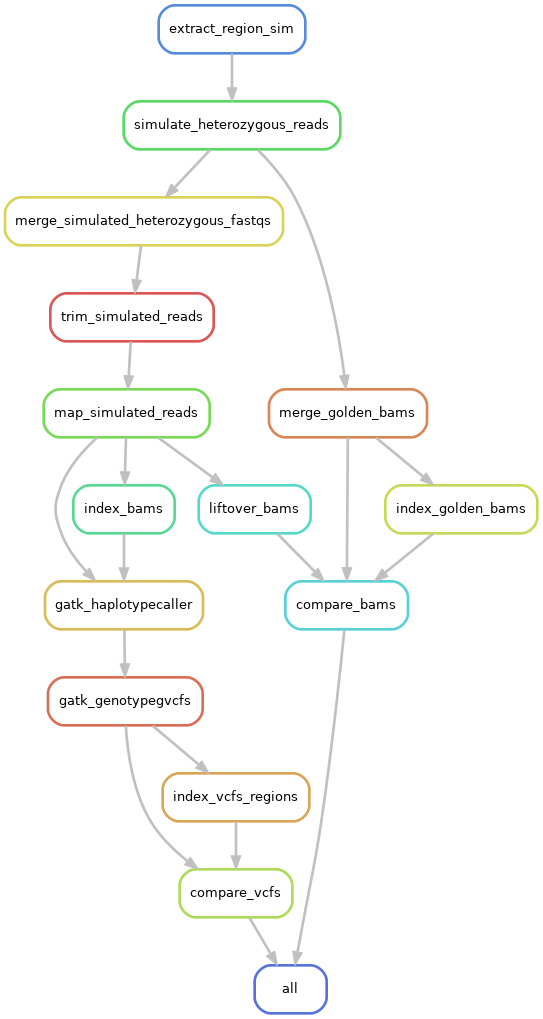 extract_region_sim
simulate_heterozygous_reads
merge_simulated_heterozygous_fastqs
trim_simulated_reads
map_simulated_reads
merge_golden_bams
index_bams
liftover_bams
index_golden_bams
gatk_haplotypecaller
compare_bams
gatk_genotypegvcfs
index_vcfs_regions
compare_vcfs
all